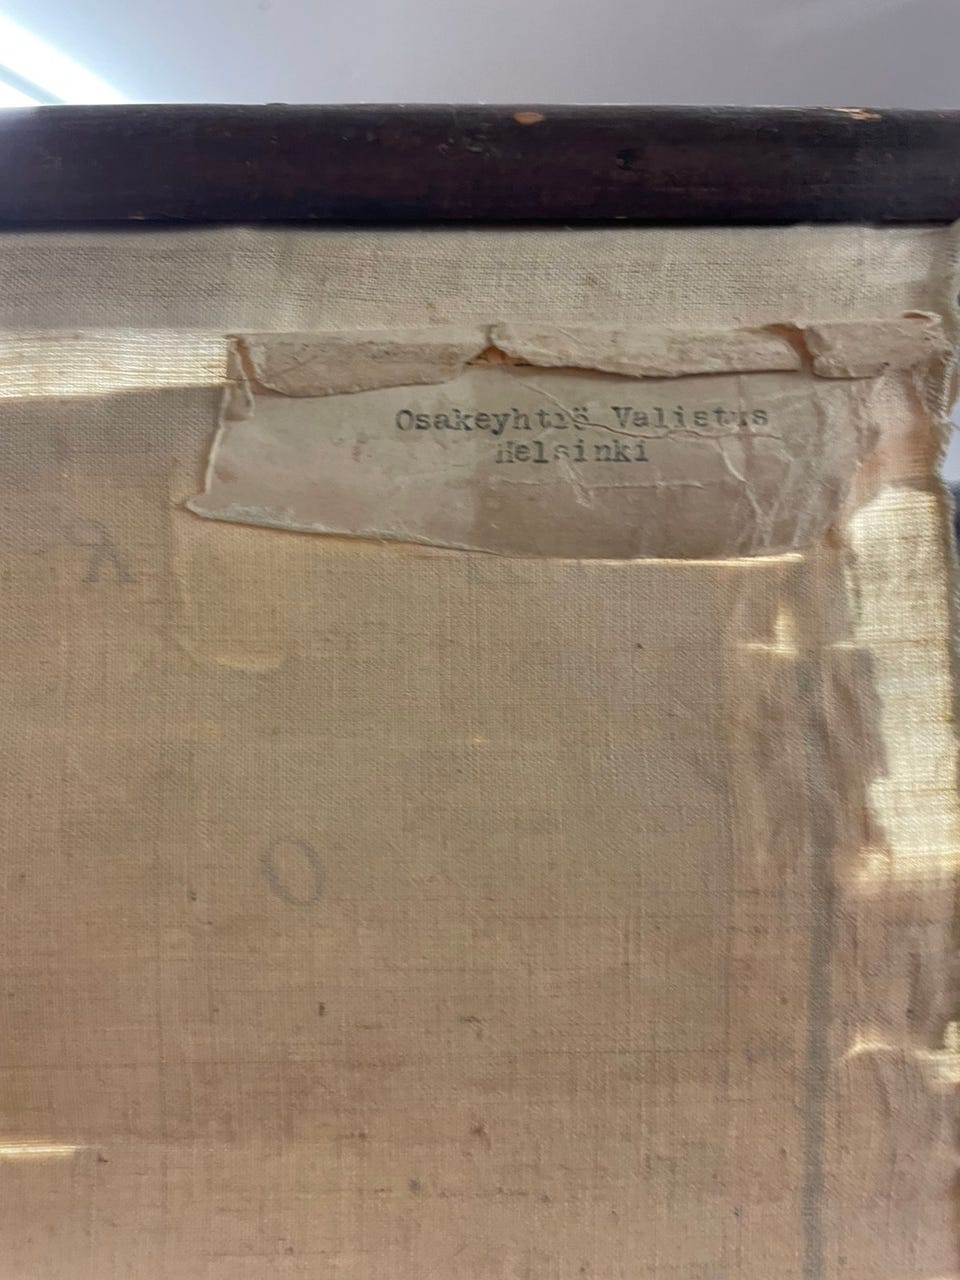 Osakeyhtiö Valistus
Helsinki